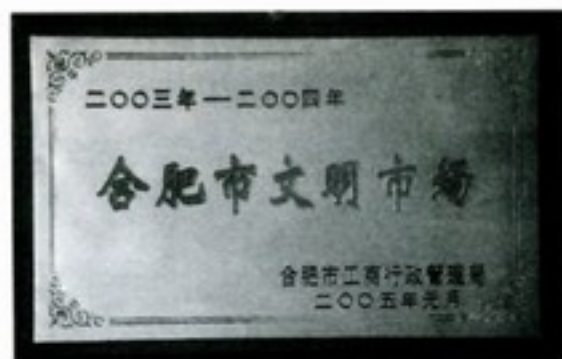 二〇〇三年—二〇〇四年
合肥市文明市场
合肥市工商行政管理局
二〇〇五年元月